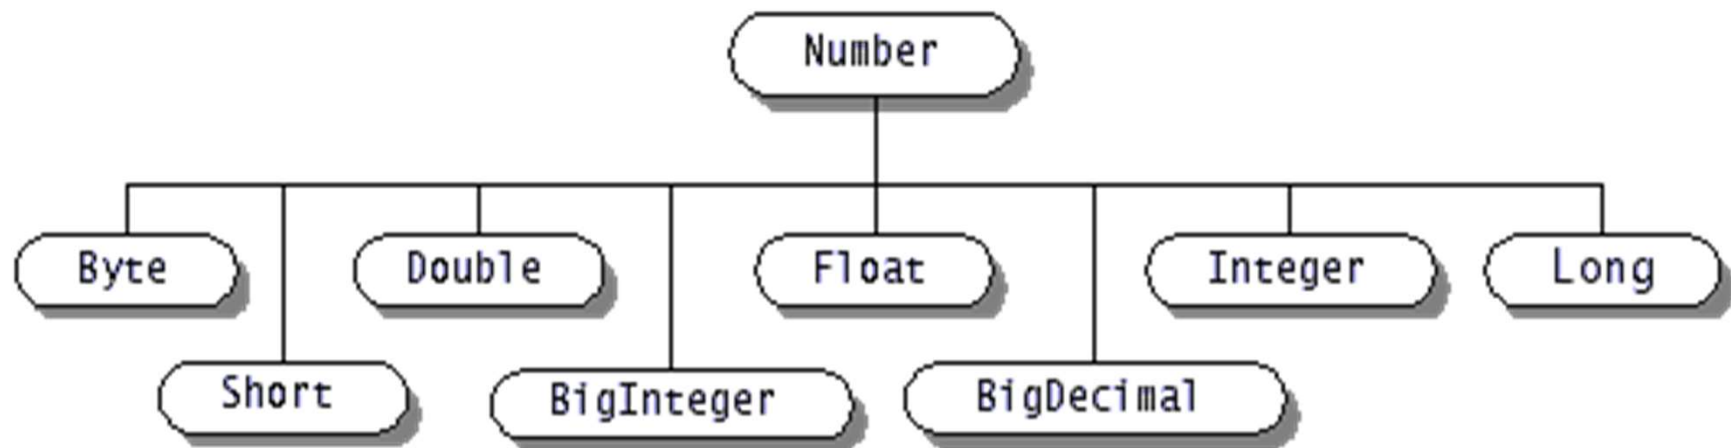 Number
Byte
Double
Float
Integer
Long
Short
BigInteger
BigDecimal